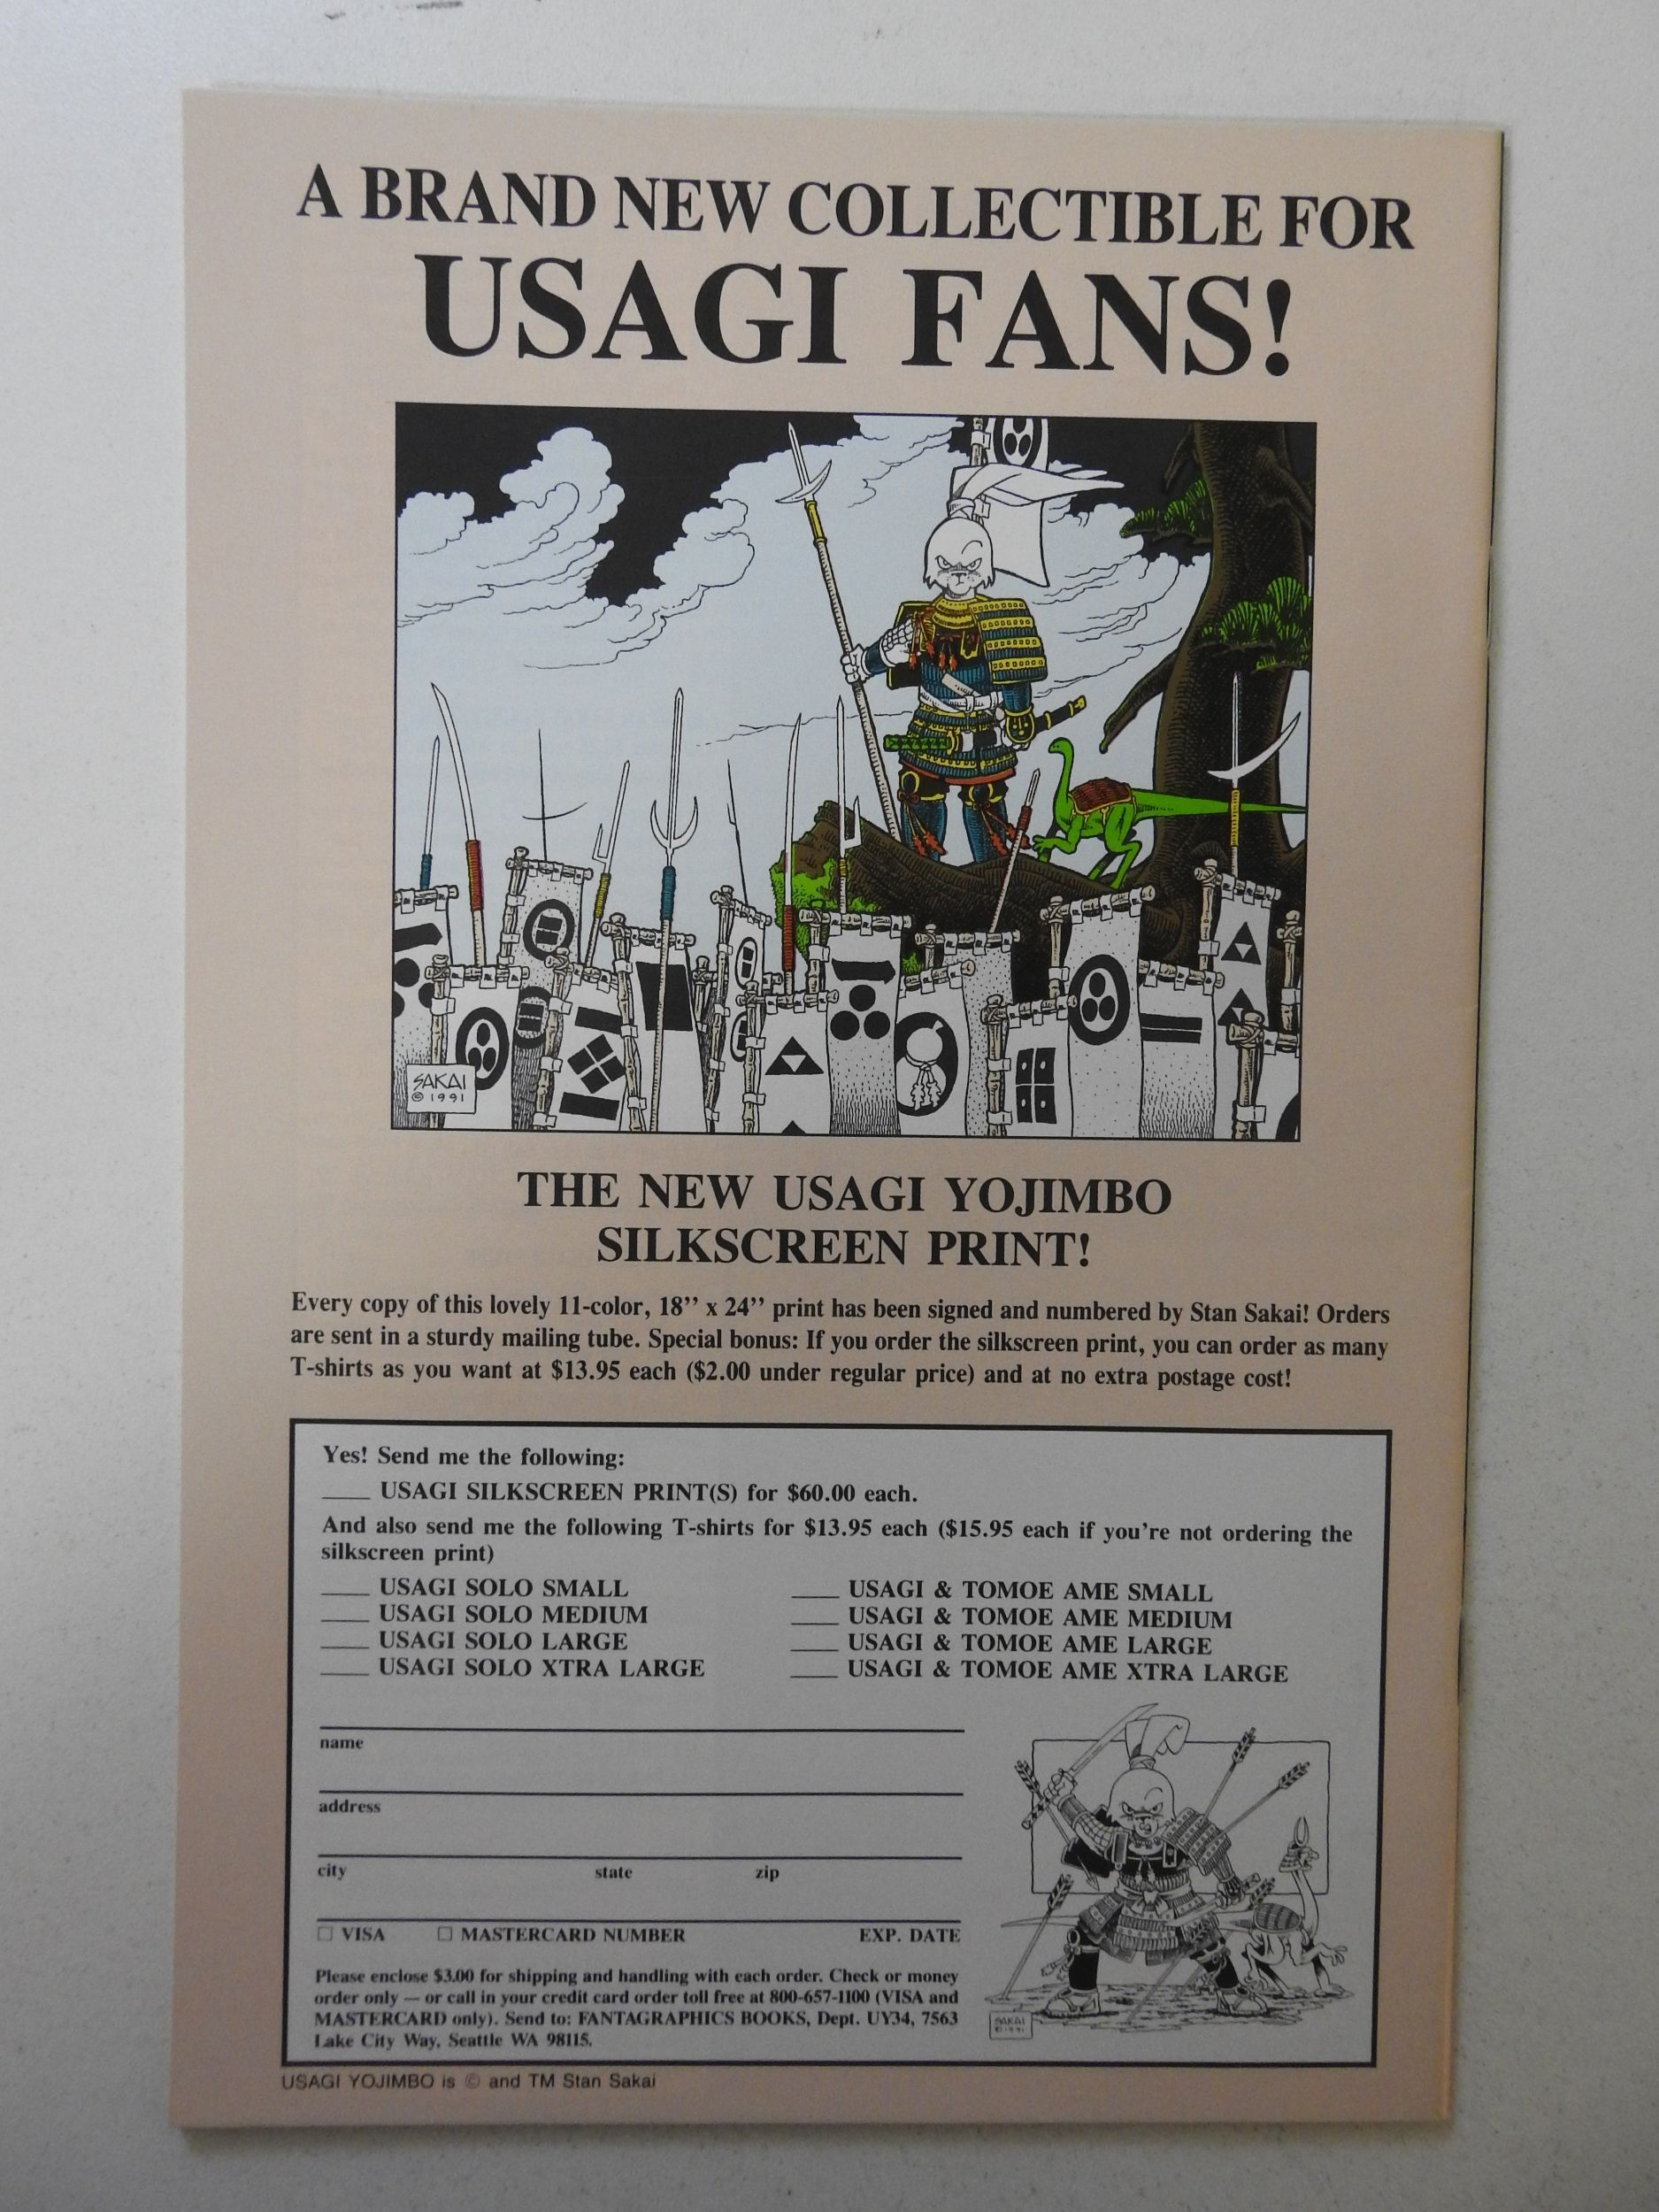 A BRAND NEW COLLECTIBLE FOR
USAGI FANS!
SAKAI
© 1991
THE NEW USAGI YOJIMBO
SILKSCREEN PRINT!
Every copy of this lovely 11-color, 18’’ x 24’’ print has been signed and numbered by Stan Sakai! Orders
are sent in a sturdy mailing tube. Special bonus: If you order the silkscreen print, you can order as many
T-shirts as you want at $13.95 each ($2.00 under regular price) and at no extra postage cost!
Yes! Send me the following:
____ USAGI SILKSCREEN PRINT(S) for $60.00 each.
And also send me the following T-shirts for $13.95 each ($15.95 each if you’re not ordering the
silkscreen print)
____ USAGI SOLO SMALL
____ USAGI SOLO MEDIUM
____ USAGI SOLO LARGE
____ USAGI SOLO XTRA LARGE
____ USAGI & TOMOE AME SMALL
____ USAGI & TOMOE AME MEDIUM
____ USAGI & TOMOE AME LARGE
____ USAGI & TOMOE AME XTRA LARGE
name
address
city state zip
☐ VISA ☐ MASTERCARD NUMBER EXP. DATE
Please enclose $3.00 for shipping and handling with each order. Check or money
order only — or call in your credit card order toll free at 800-657-1100 (VISA and
MASTERCARD only). Send to: FANTAGRAPHICS BOOKS, Dept. UY34, 7563
Lake City Way, Seattle WA 98115.
SAKAI
©1991
USAGI YOJIMBO is © and TM Stan Sakai